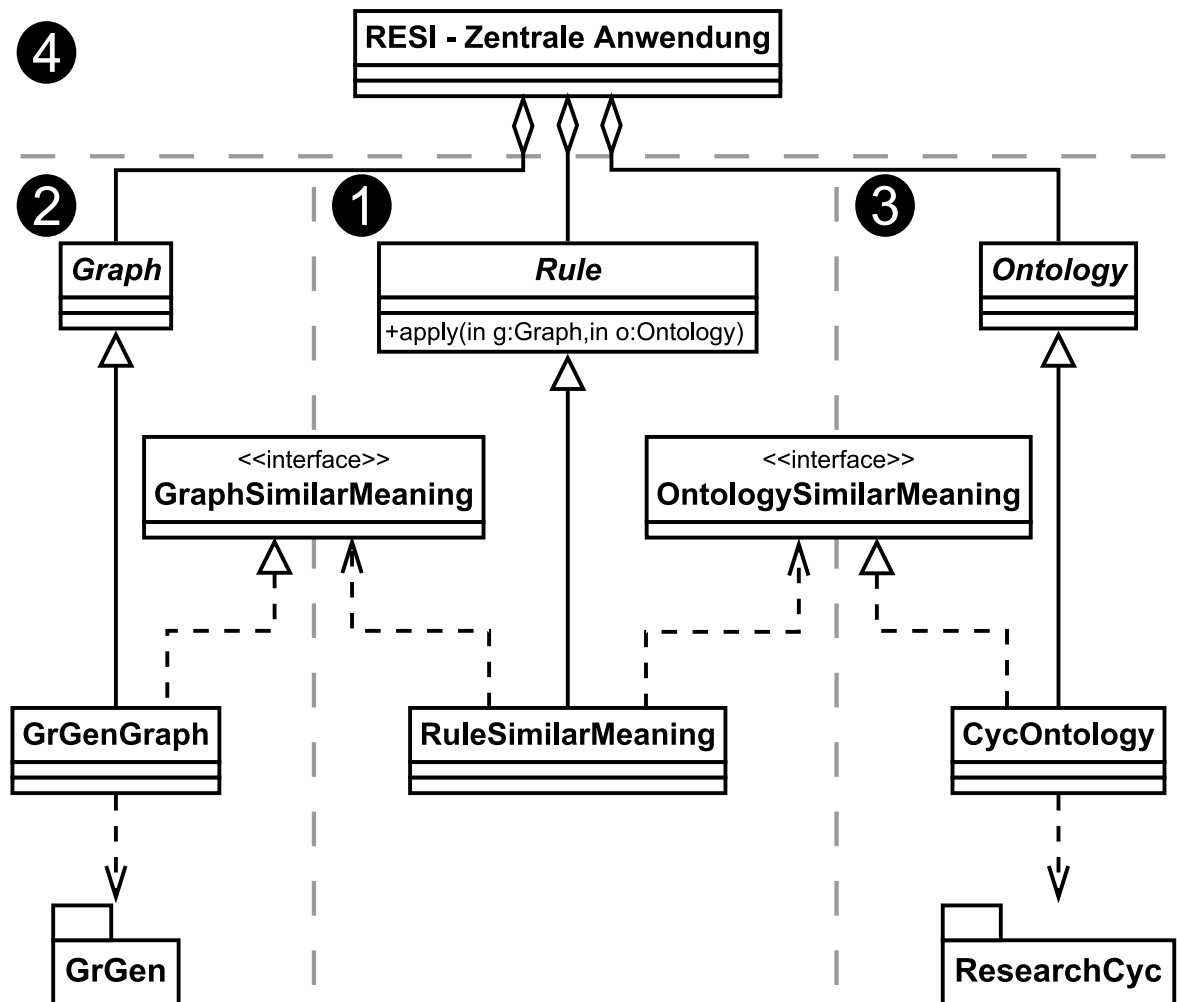 4
RESI - Zentrale Anwendung
2
1
3
Graph
Rule
Ontology
+apply(in g:Graph,in o:Ontology)
<<interface>>
GraphSimilarMeaning
<<interface>>
OntologySimilarMeaning
GrGenGraph
RuleSimilarMeaning
CycOntology
GrGen
ResearchCyc